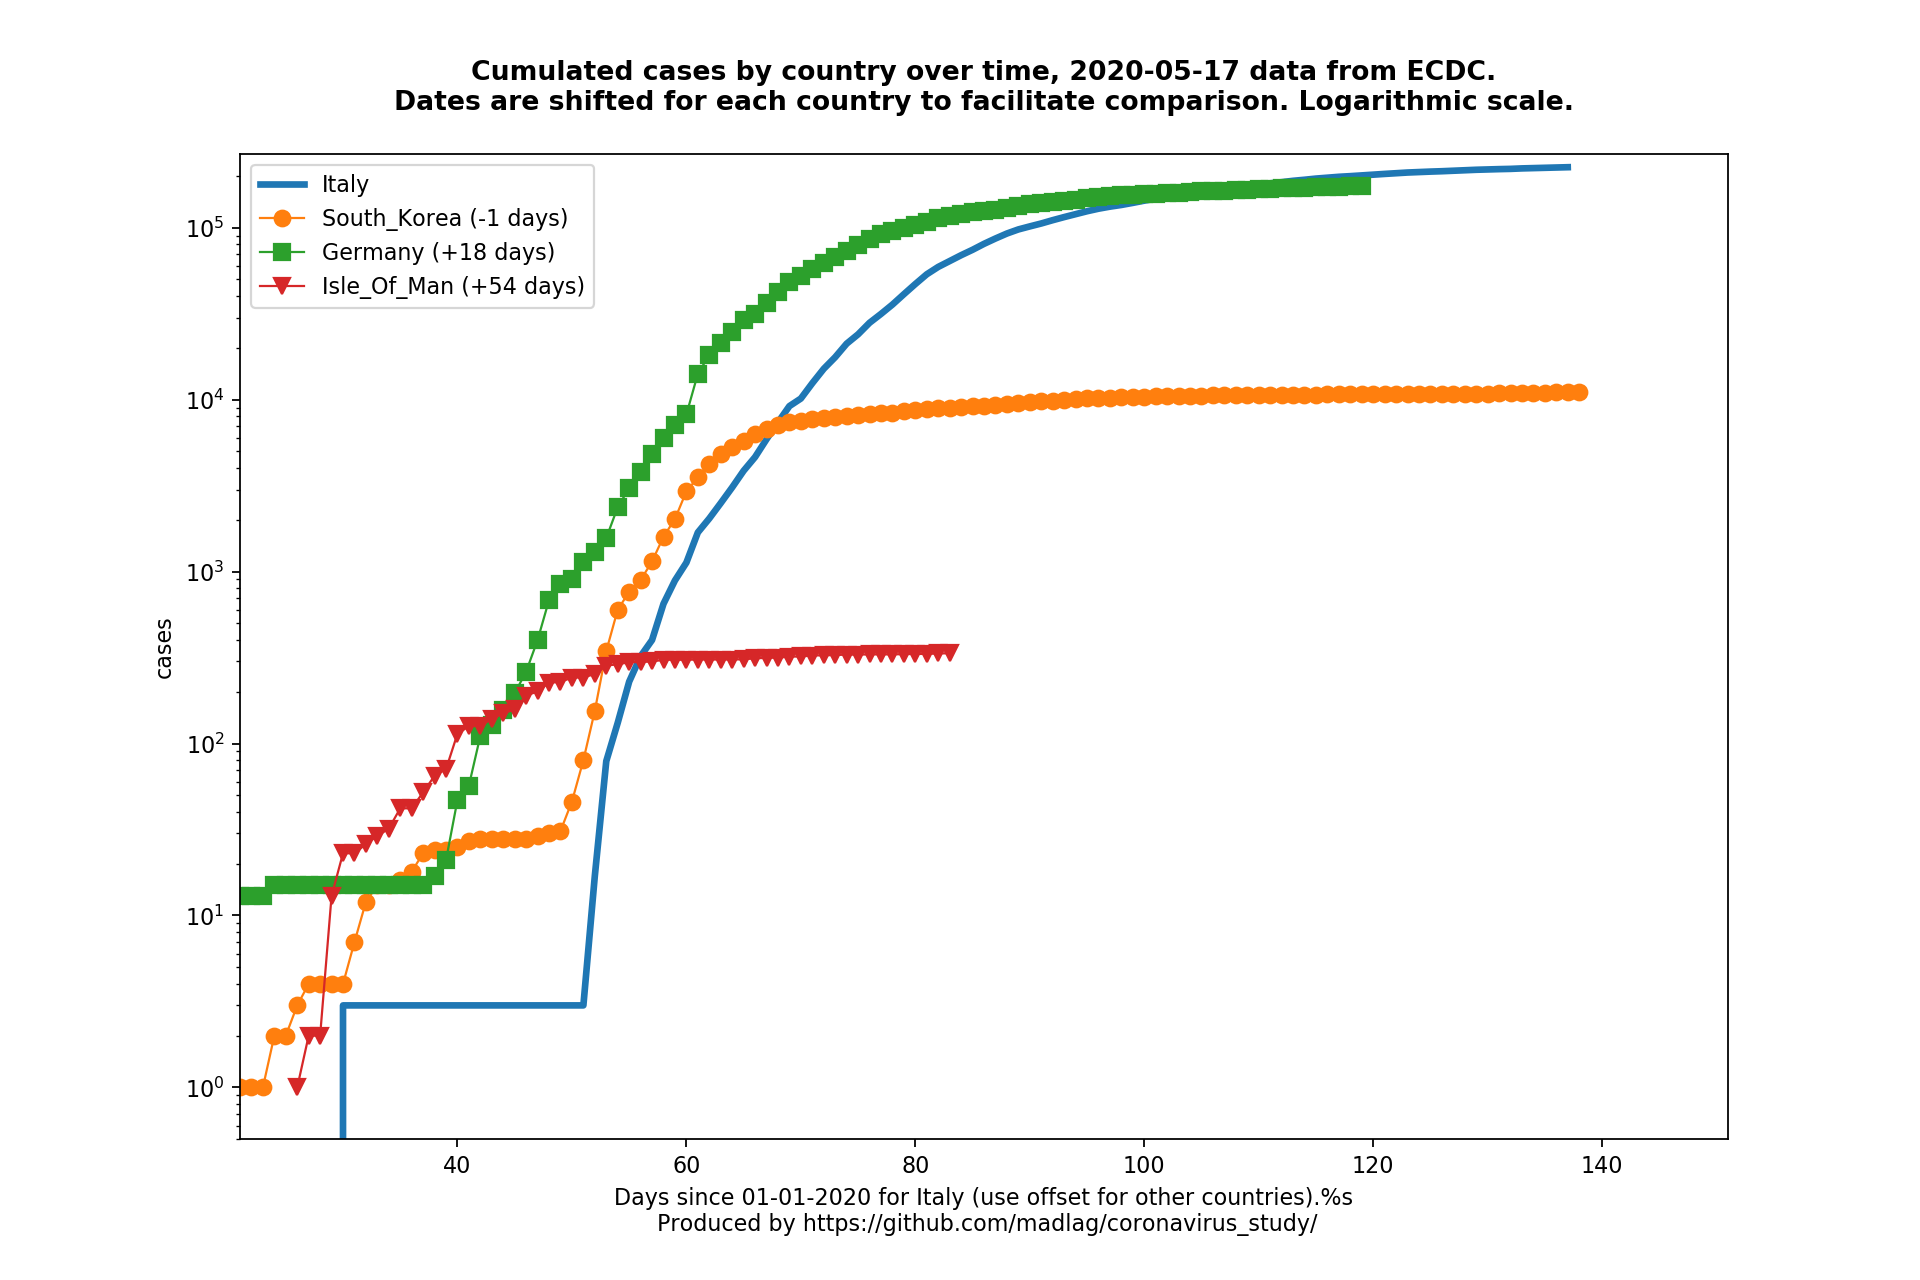 Cumulated cases by country over time, 2020-05-17 data from ECDC.
Dates are shifted for each country to facilitate comparison. Logarithmic scale.
Italy
South_Korea (-1 days)
Germany (+18 days)
Isle_Of_Man (+54 days)
10⁵
10⁴
10³
10²
10¹
10⁰
cases
40 60 80 100 120 140
Days since 01-01-2020 for Italy (use offset for other countries).%s
Produced by https://github.com/madlag/coronavirus_study/